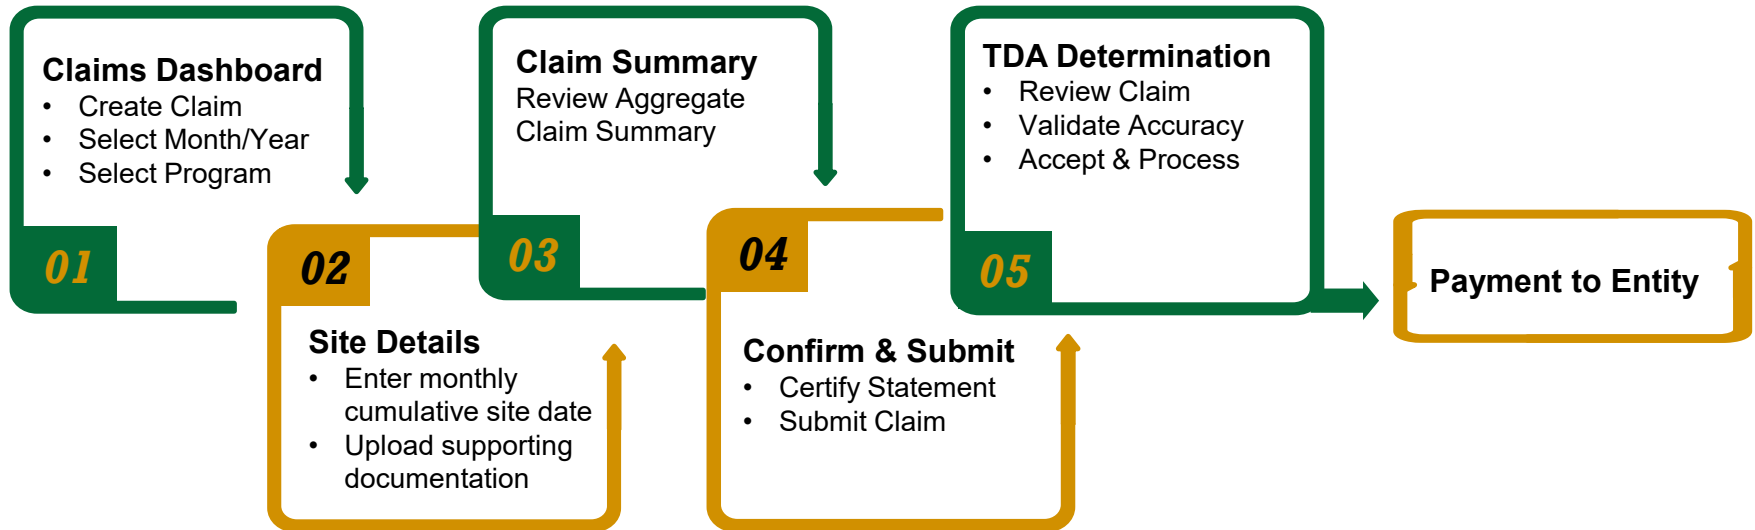 Claims Dashboard
• Create Claim
• Select Month/Year
• Select Program
01
02
Site Details
• Enter monthly
cumulative site date
• Upload supporting
documentation
Claim Summary
Review Aggregate
Claim Summary
03
04
Confirm & Submit
• Certify Statement
• Submit Claim
TDA Determination
• Review Claim
• Validate Accuracy
• Accept & Process
05
Payment to Entity